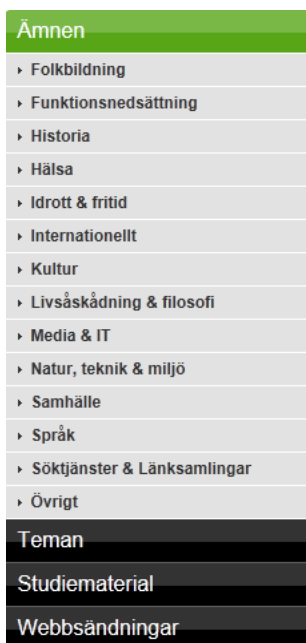 Ämnen
Folkbildning
Funktionsnedsättning
Historia
Hälsa
Idrott & fritid
Internationellt
Kultur
Livsåskådning & filosofi
Media & IT
Natur, teknik & miljö
Samhälle
Språk
Söktjänster & Länksamlingar
Övrigt
Teman
Studiematerial
Webbsändningar